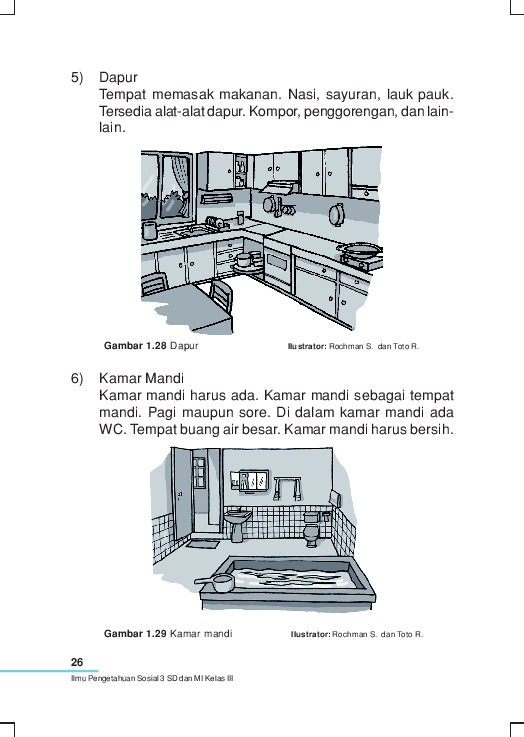 5) Dapur
Tempat memasak makanan. Nasi, sayuran, lauk pauk.
Tersedia alat-alat dapur. Kompor, penggorengan, dan lain-
lain.
Gambar 1.28 Dapur
Ilustrator: Rochman S. dan Toto R.
6) Kamar Mandi
Kamar mandi harus ada. Kamar mandi sebagai tempat
mandi. Pagi maupun sore. Di dalam kamar mandi ada
WC. Tempat buang air besar. Kamar mandi harus bersih.
Gambar 1.29 Kamar mandi
Ilustrator: Rochman S. dan Toto R.
26
Ilmu Pengetahuan Sosial 3 SD dan MI Kelas III